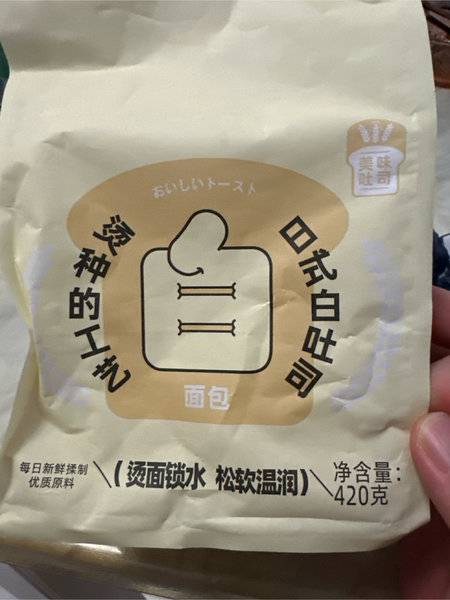 美味
吐司
おいしいトースト
烫种的工艺
日式白吐司
面包
每日新鲜揉制
优质原料
(烫面锁水 松软温润)
净含量:
420克